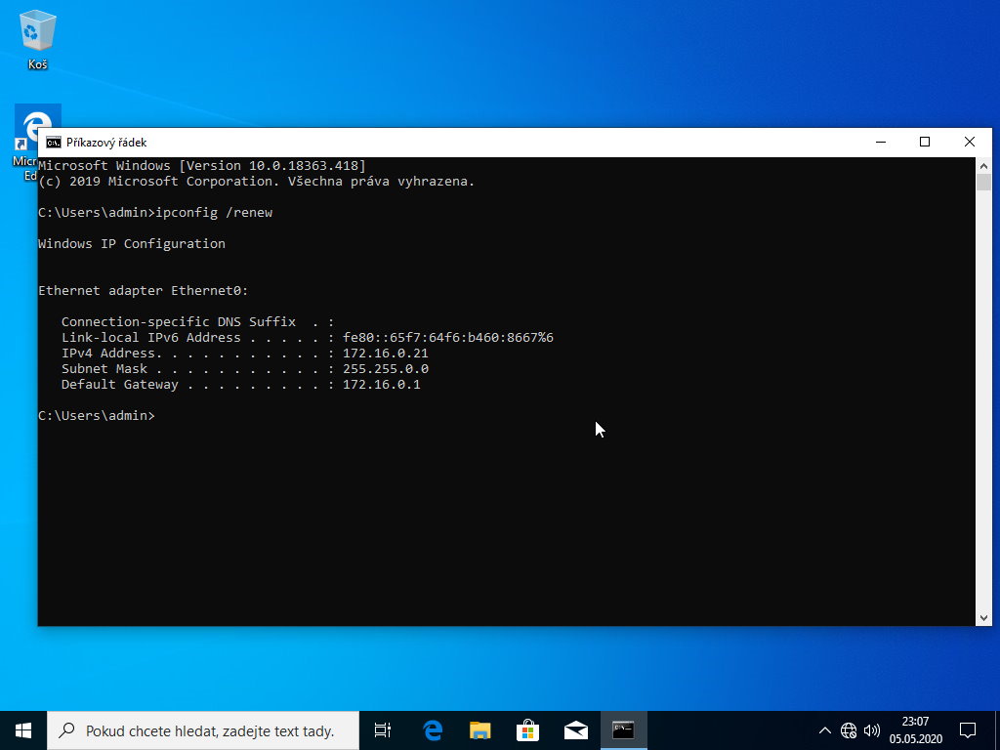 Koš
Příkazový řádek
Microsoft Windows [Version 10.0.18363.418]
(c) 2019 Microsoft Corporation. Všechna práva vyhrazena.
C:\Users\admin>ipconfig /renew
Windows IP Configuration
Ethernet adapter Ethernet0:
Connection-specific DNS Suffix  . :
Link-local IPv6 Address . . . . . : fe80::65f7:64f6:b460:8667%6
IPv4 Address. . . . . . . . . . . : 172.16.0.21
Subnet Mask . . . . . . . . . . . : 255.255.0.0
Default Gateway . . . . . . . . . : 172.16.0.1
C:\Users\admin>
Pokud chcete hledat, zadejte text tady.
23:07
05.05.2020